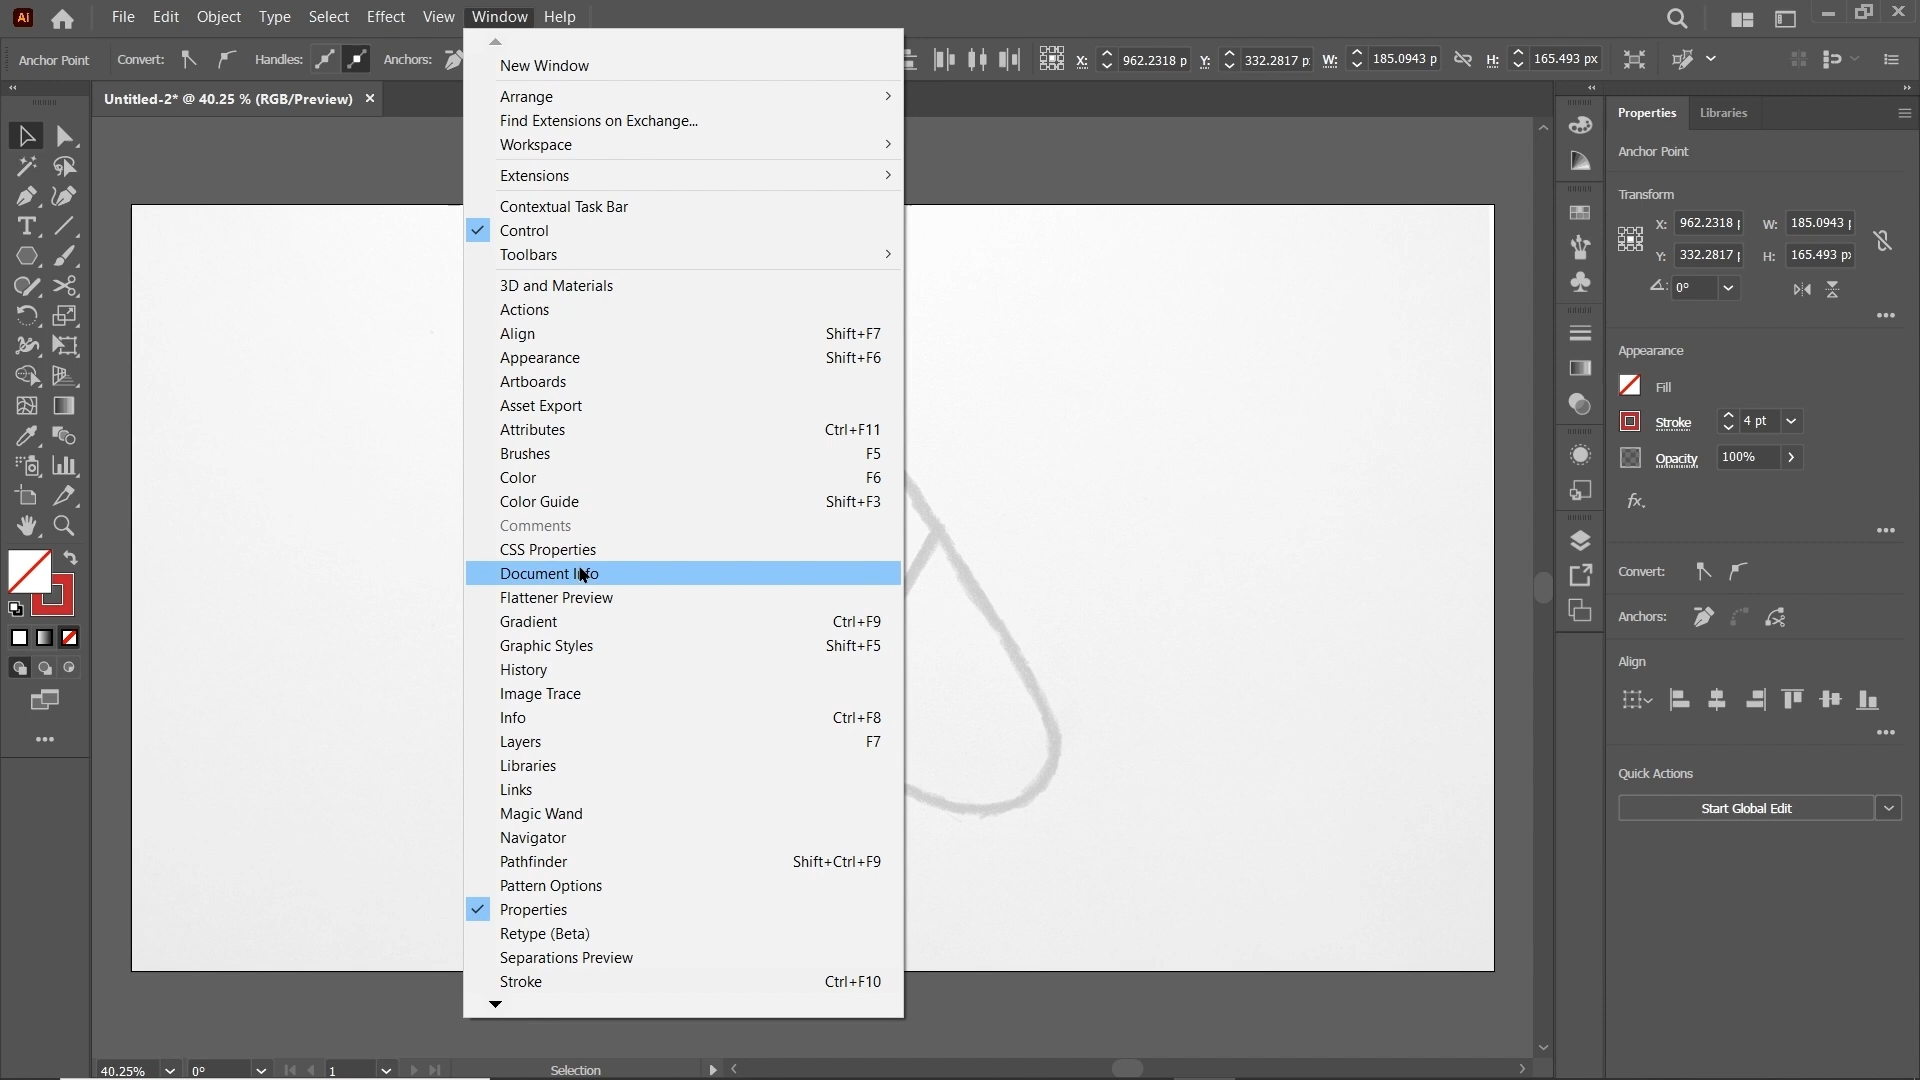 Ai
File Edit Object Type Select Effect View Window Help
Anchor Point Convert: Handles: Anchors:
X: 962.2318 p Y: 332.2817 p W: 185.0943 p H: 165.493 px
Untitled-2* @ 40.25 % (RGB/Preview) ×
New Window
Arrange
Find Extensions on Exchange...
Workspace
Extensions
Contextual Task Bar
Control
Toolbars
3D and Materials
Actions
Align Shift+F7
Appearance Shift+F6
Artboards
Asset Export
Attributes Ctrl+F11
Brushes F5
Color F6
Color Guide Shift+F3
Comments
CSS Properties
Document Info
Flattener Preview
Gradient Ctrl+F9
Graphic Styles Shift+F5
History
Image Trace
Info Ctrl+F8
Layers F7
Libraries
Links
Magic Wand
Navigator
Pathfinder Shift+Ctrl+F9
Pattern Options
Properties
Retype (Beta)
Separations Preview
Stroke Ctrl+F10
Properties Libraries
Anchor Point
Transform
X: 962.2318 W: 185.0943
Y: 332.2817 H: 165.493 px
0°
Appearance
Fill
Stroke 4 pt
Opacity 100%
fx.
Convert:
Anchors:
Align
Quick Actions
Start Global Edit
40.25% 0° 1 Selection